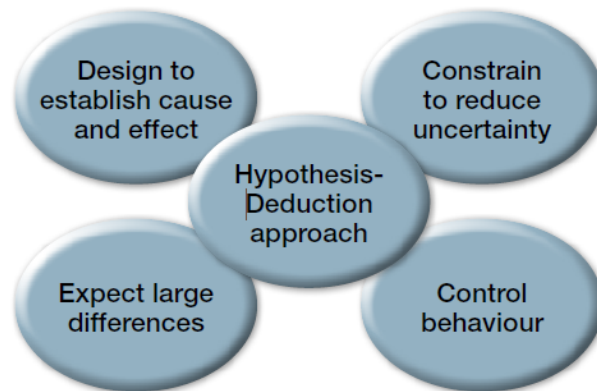 Design to
establish cause
and effect
Constrain
to reduce
uncertainty
Hypothesis-
Deduction
approach
Expect large
differences
Control
behaviour